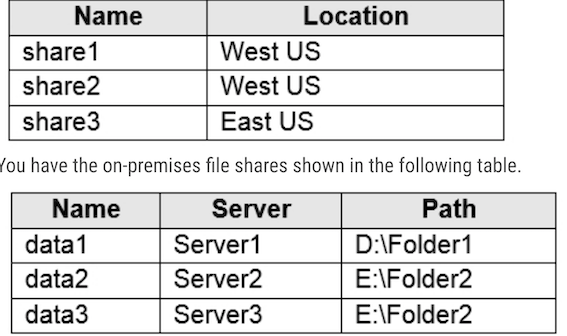 Name Location
share1 West US
share2 West US
share3 East US
You have the on-premises file shares shown in the following table.
Name Server Path
data1 Server1 D:\Folder1
data2 Server2 E:\Folder2
data3 Server3 E:\Folder2